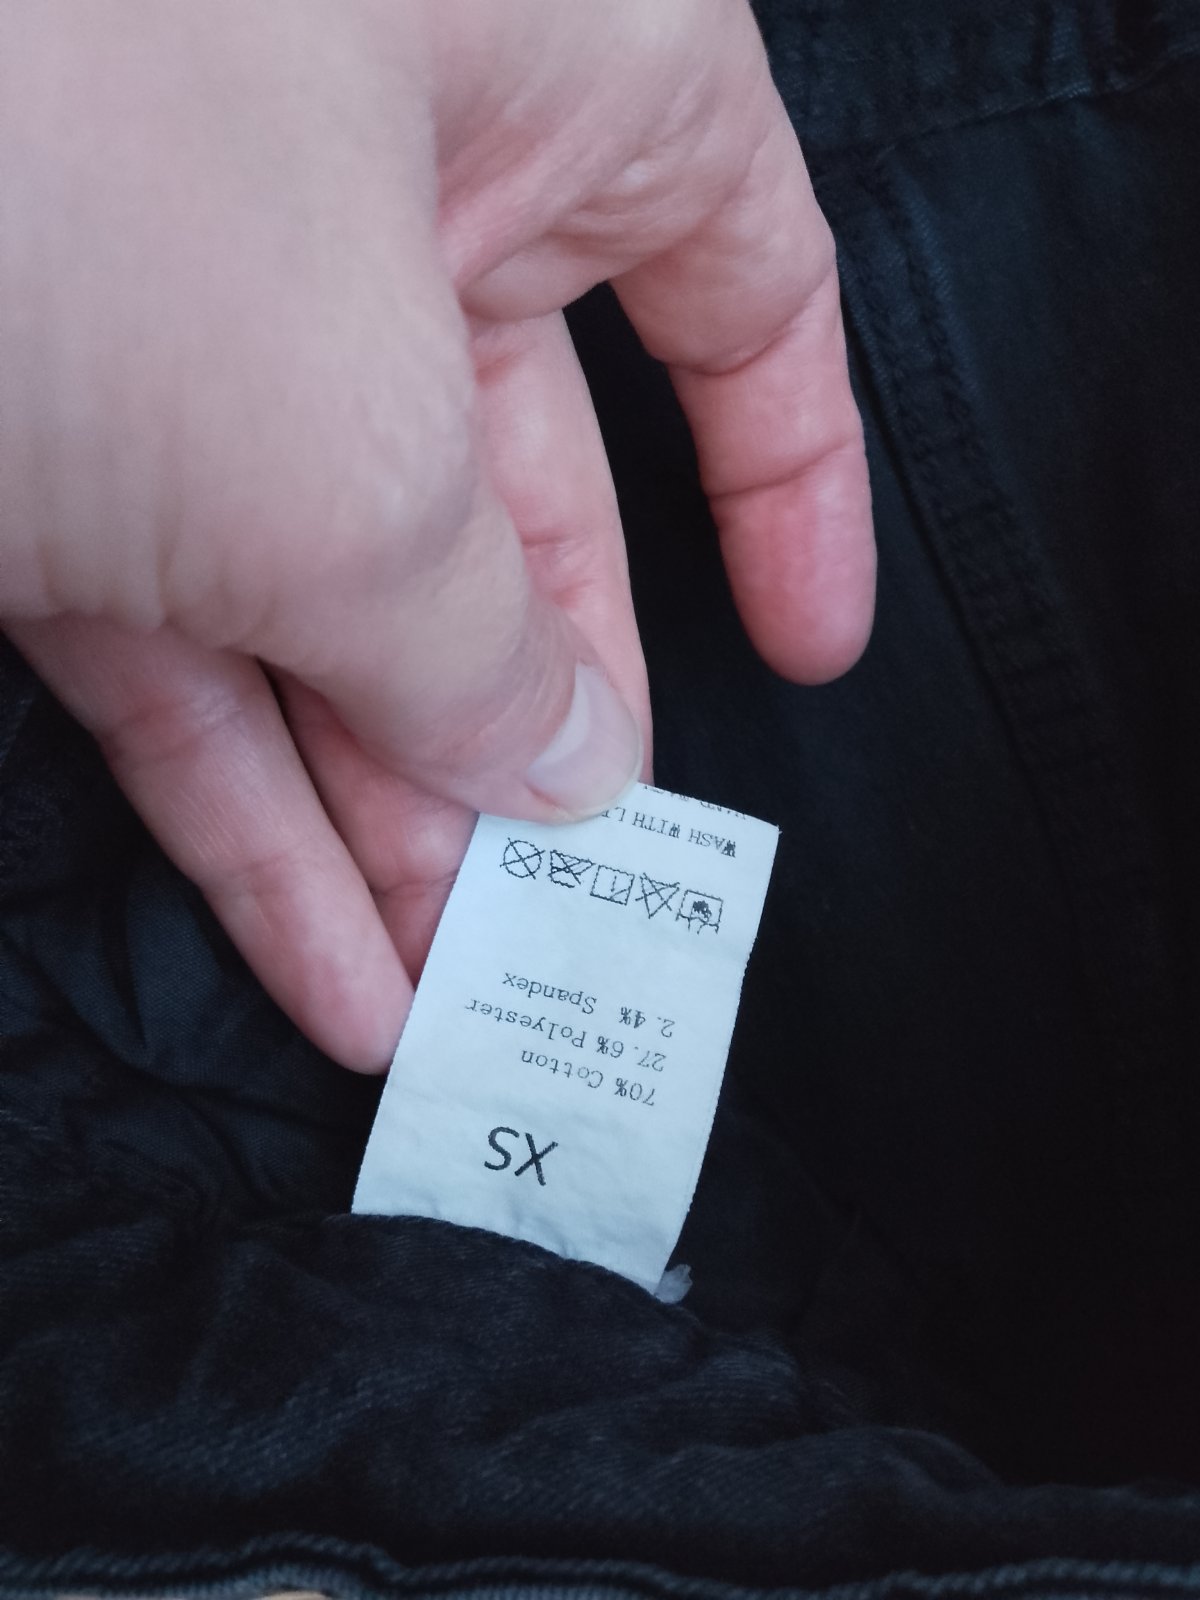 XS
70% Cotton
27.6% Polyester
2.4% Spandex
WASH WITH